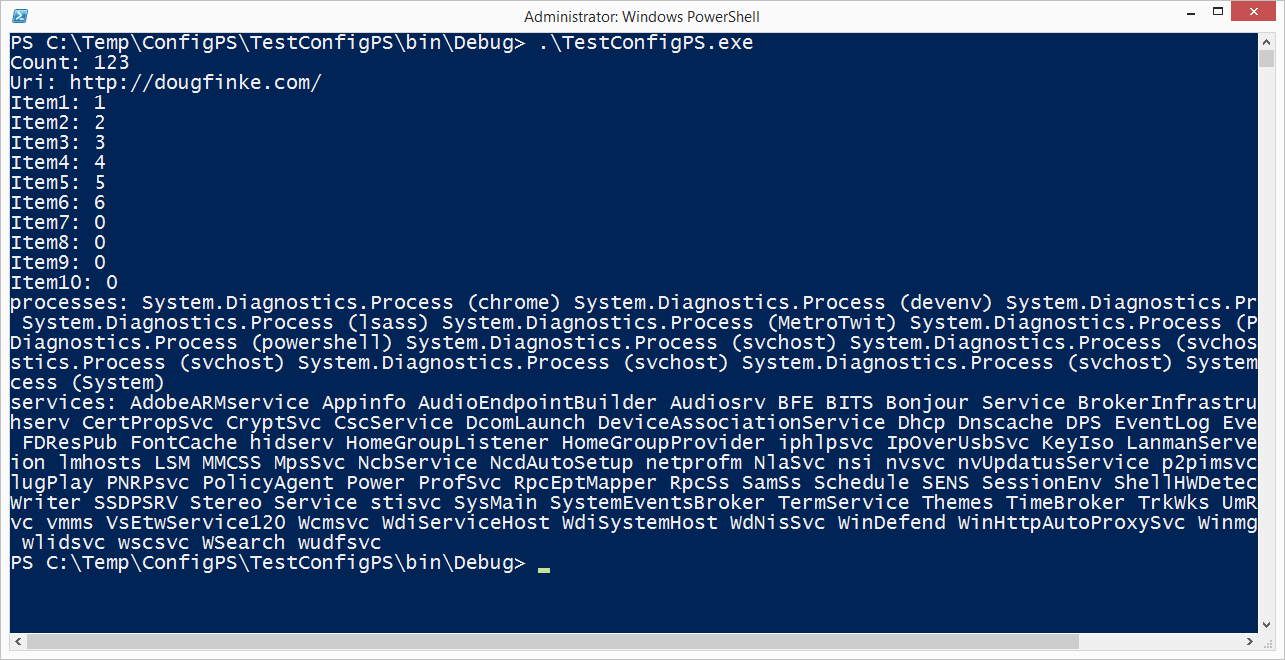 Administrator: Windows PowerShell
PS C:\Temp\ConfigPS\TestConfigPS\bin\Debug> .\TestConfigPS.exe
Count: 123
Uri: http://dougfinke.com/
Item1: 1
Item2: 2
Item3: 3
Item4: 4
Item5: 5
Item6: 6
Item7: 0
Item8: 0
Item9: 0
Item10: 0
processes: System.Diagnostics.Process (chrome) System.Diagnostics.Process (devenv) System.Diagnostics.Pr
System.Diagnostics.Process (lsass) System.Diagnostics.Process (MetroTwit) System.Diagnostics.Process (P
Diagnostics.Process (powershell) System.Diagnostics.Process (svchost) System.Diagnostics.Process (svchos
stics.Process (svchost) System.Diagnostics.Process (svchost) System.Diagnostics.Process (svchost) System
cess (System)
services: AdobeARMservice Appinfo AudioEndpointBuilder Audiosrv BFE BITS Bonjour Service BrokerInfrastru
hserv CertPropSvc CryptSvc CscService DcomLaunch DeviceAssociationService Dhcp Dnscache DPS EventLog Eve
FDResPub FontCache hidserv HomeGroupListener HomeGroupProvider iphlpsvc IpOverUsbSvc KeyIso LanmanServe
ion lmhosts LSM MMCSS MpsSvc NcbService NcdAutoSetup netprofm NlaSvc nsi nvsvc nvUpdatusService p2pimsvc
lugPlay PNRPsvc PolicyAgent Power ProfSvc RpcEptMapper RpcSs SamSs Schedule SENS SessionEnv ShellHWDetec
Writer SSDPSRV Stereo Service stisvc SysMain SystemEventsBroker TermService Themes TimeBroker TrkWks UmR
vc vmms VsEtwService120 Wcmsvc WdiServiceHost WdiSystemHost WdNisSvc WinDefend WinHttpAutoProxySvc Winmg
wlidsvc wscsvc WSearch wudfsvc
PS C:\Temp\ConfigPS\TestConfigPS\bin\Debug>